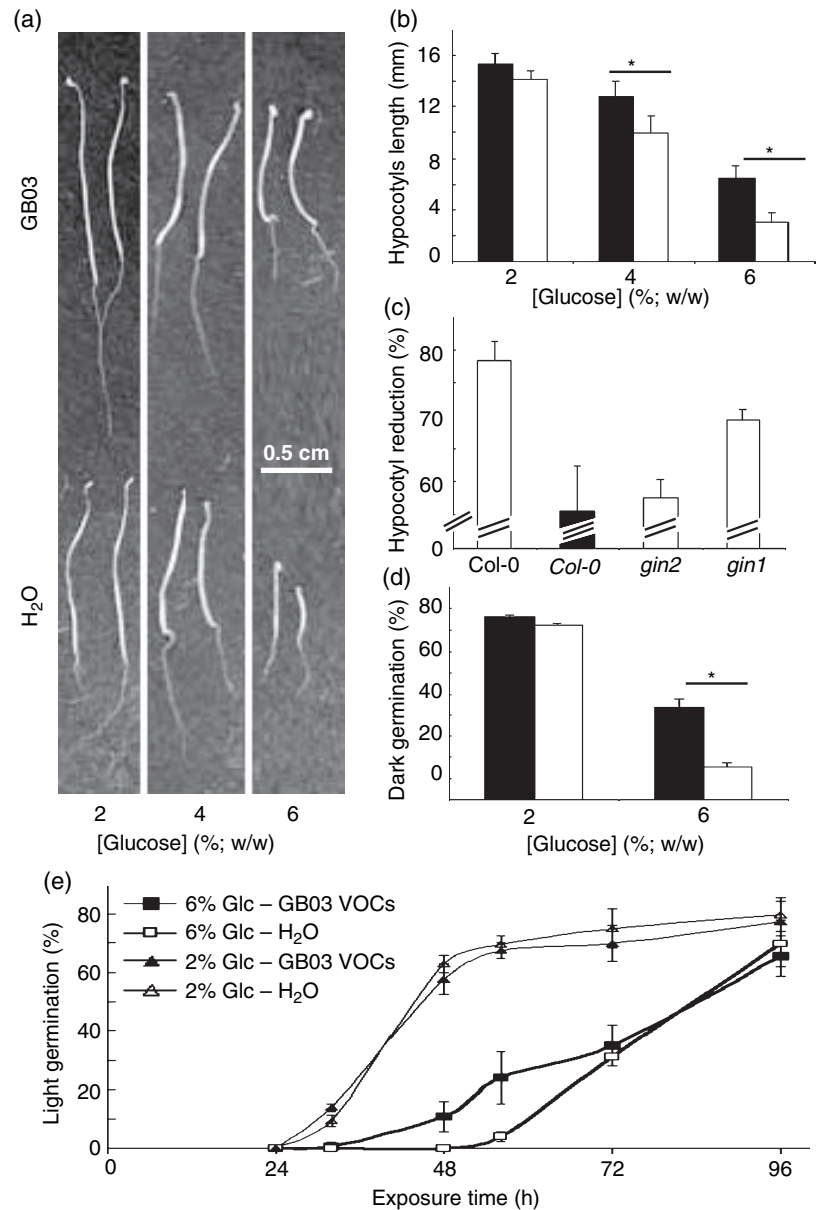 (a)
GB03
H2O
0.5 cm
2 4 6
[Glucose] (%; w/w)
(b)
Hypocotyls length (mm)
16
12
8
4
0
*
*
2 4 6
[Glucose] (%; w/w)
(c)
Hypocotyl reduction (%)
80
70
60
0
Col-0 Col-0 gin2 gin1
(d)
Dark germination (%)
80
60
40
20
0
*
2 6
[Glucose] (%; w/w)
(e)
Light germination (%)
80
60
40
20
0
6% Glc – GB03 VOCs
6% Glc – H2O
2% Glc – GB03 VOCs
2% Glc – H2O
0 24 48 72 96
Exposure time (h)